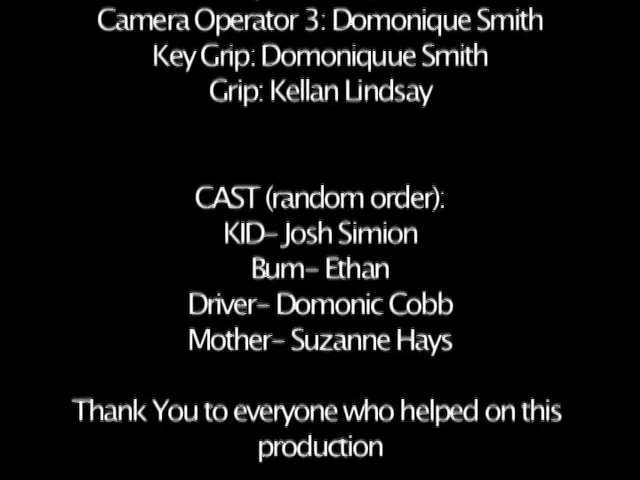 Camera Operator 3: Domonique Smith
Key Grip: Domoniquue Smith
Grip: Kellan Lindsay
CAST (random order):
KID- Josh Simion
Bum- Ethan
Driver- Domonic Cobb
Mother- Suzanne Hays
Thank You to everyone who helped on this
production